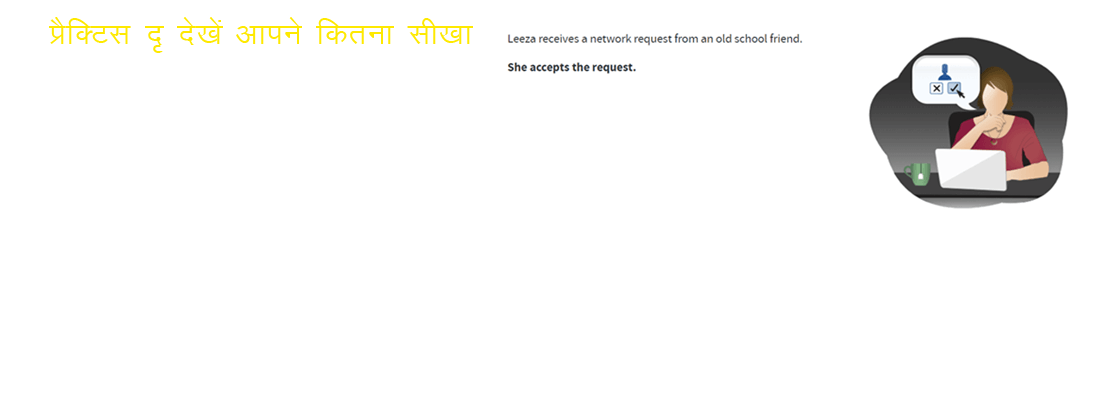 प्रैक्टिस दृ देखें आपने कितना सीखा
Leeza receives a network request from an old school friend.
She accepts the request.